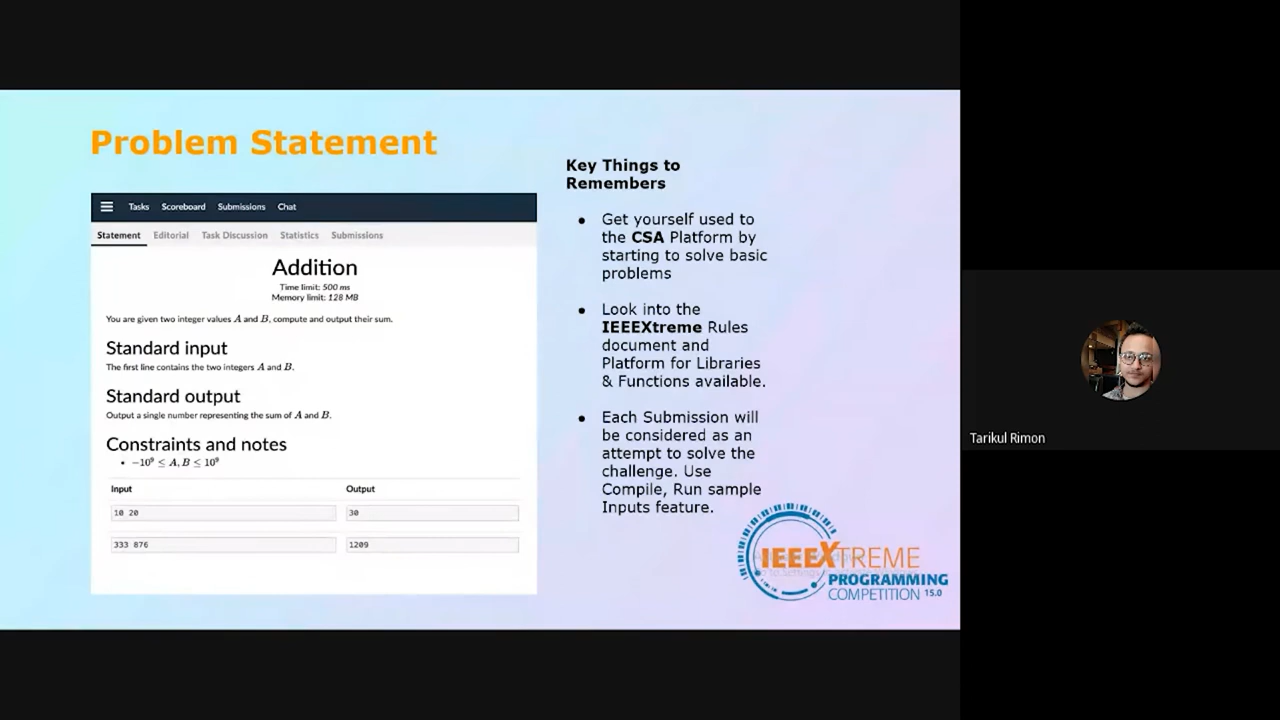 Problem Statement
Tasks Scoreboard Submissions Chat
Statement Editorial Task Discussion Statistics Submissions
Addition
Time limit: 500 ms
Memory limit: 128 MB
You are given two integer values A and B, compute and output their sum.
Standard input
The first line contains the two integers A and B.
Standard output
Output a single number representing the sum of A and B.
Constraints and notes
• −10⁹ ≤ A, B ≤ 10⁹
Input Output
10 20 30
333 876 1209
Key Things to
Remembers
● Get yourself used to
the CSA Platform by
starting to solve basic
problems
● Look into the
IEEEXtreme Rules
document and
Platform for Libraries
& Functions available.
● Each Submission will
be considered as an
attempt to solve the
challenge. Use
Compile, Run sample
Inputs feature.
IEEEXTREME
PROGRAMMING
COMPETITION 15.0
Tarikul Rimon